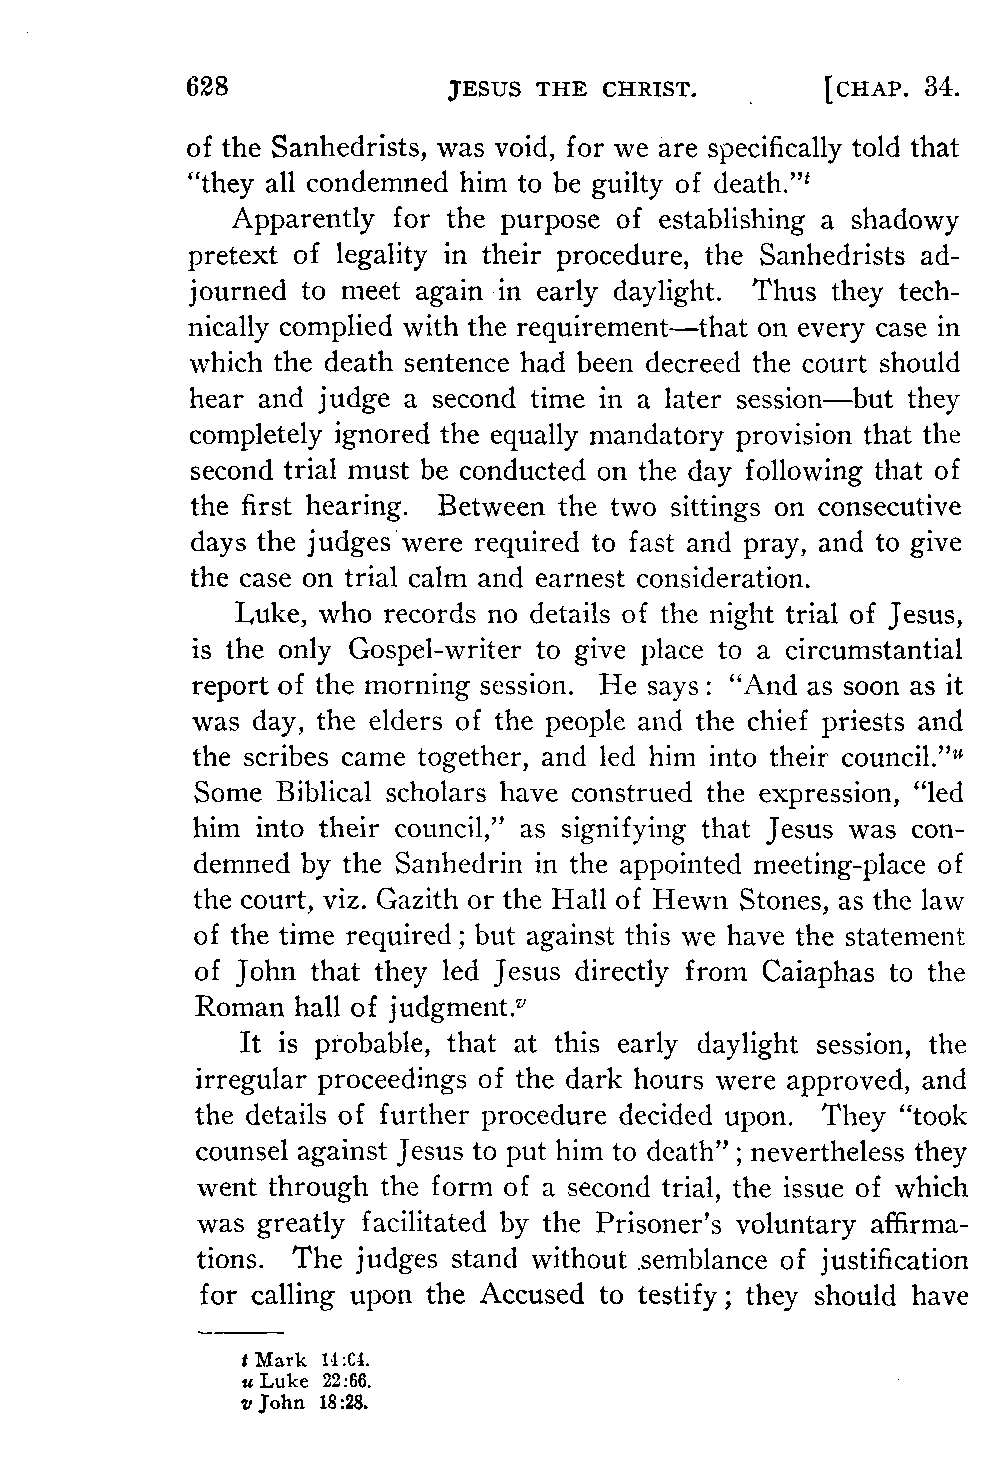 628 JESUS THE CHRIST. [CHAP. 34.
of the Sanhedrists, was void, for we are specifically told that
“they all condemned him to be guilty of death.”t
Apparently for the purpose of establishing a shadowy
pretext of legality in their procedure, the Sanhedrists ad-
journed to meet again in early daylight. Thus they tech-
nically complied with the requirement—that on every case in
which the death sentence had been decreed the court should
hear and judge a second time in a later session—but they
completely ignored the equally mandatory provision that the
second trial must be conducted on the day following that of
the first hearing. Between the two sittings on consecutive
days the judges were required to fast and pray, and to give
the case on trial calm and earnest consideration.
Luke, who records no details of the night trial of Jesus,
is the only Gospel-writer to give place to a circumstantial
report of the morning session. He says: “And as soon as it
was day, the elders of the people and the chief priests and
the scribes came together, and led him into their council.”u
Some Biblical scholars have construed the expression, “led
him into their council,” as signifying that Jesus was con-
demned by the Sanhedrin in the appointed meeting-place of
the court, viz. Gazith or the Hall of Hewn Stones, as the law
of the time required; but against this we have the statement
of John that they led Jesus directly from Caiaphas to the
Roman hall of judgment.v
It is probable, that at this early daylight session, the
irregular proceedings of the dark hours were approved, and
the details of further procedure decided upon. They “took
counsel against Jesus to put him to death”; nevertheless they
went through the form of a second trial, the issue of which
was greatly facilitated by the Prisoner’s voluntary affirma-
tions. The judges stand without semblance of justification
for calling upon the Accused to testify; they should have
t Mark 14:64.
u Luke 22:66.
v John 18:28.